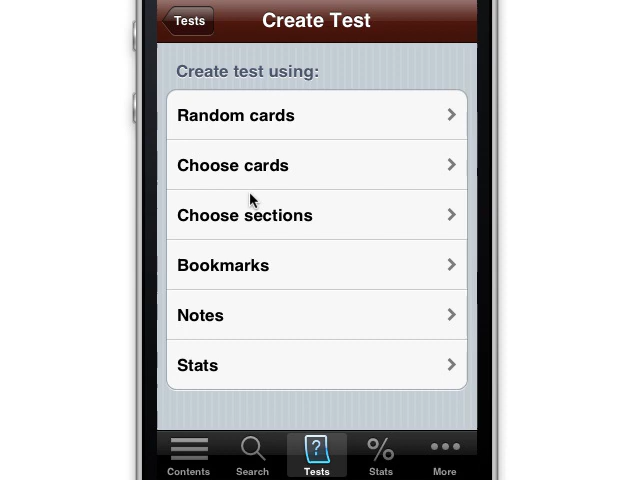 Tests
Create Test
Create test using:
Random cards
Choose cards
Choose sections
Bookmarks
Notes
Stats
?
%
Contents
Search
Tests
Stats
More